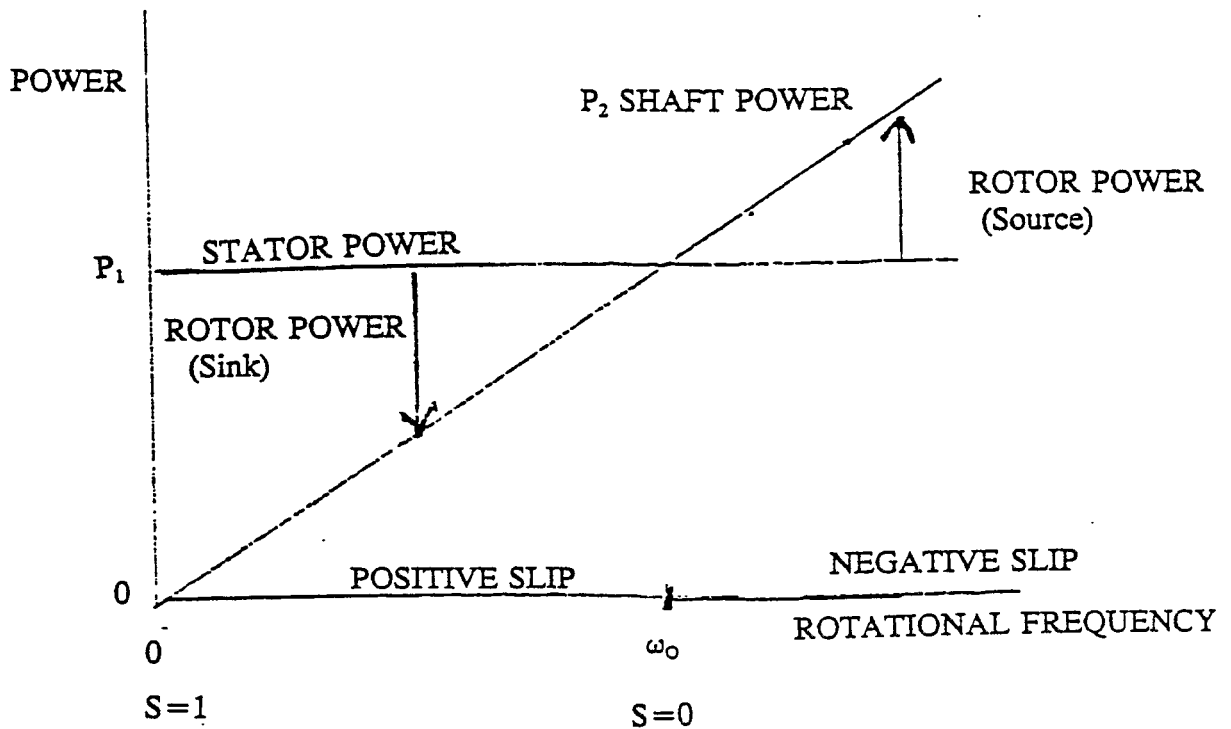 POWER
P₂ SHAFT POWER
ROTOR POWER
(Source)
STATOR POWER
P₁
ROTOR POWER
(Sink)
NEGATIVE SLIP
POSITIVE SLIP
0
ROTATIONAL FREQUENCY
0
ω₀
S=1
S=0